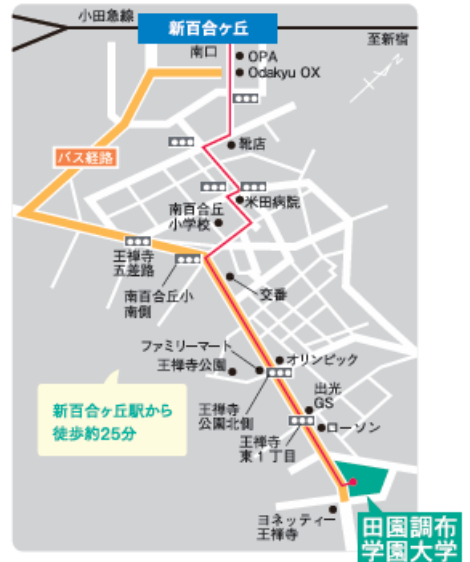 小田急線
新百合ヶ丘
至新宿
南口
OPA
Odakyu OX
靴店
バス経路
米田病院
南百合丘
小学校
王禅寺
五差路
南百合丘小
南側
交番
ファミリーマート
オリンピック
王禅寺公園
出光
GS
王禅寺
公園北側
ローソン
王禅寺
東1丁目
新百合ヶ丘駅から
徒歩約25分
ヨネッティー
王禅寺
田園調布
学園大学